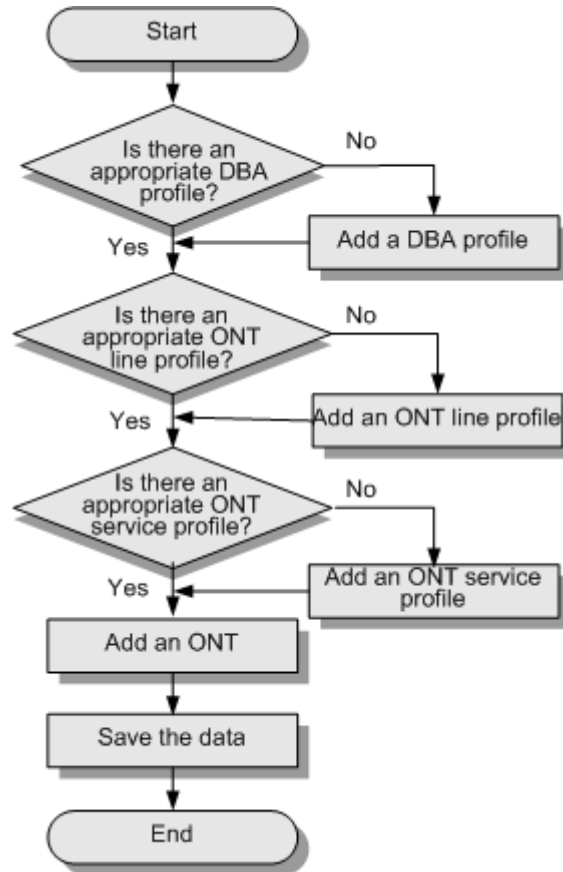 Start
Is there an
appropriate DBA
profile?
No
Add a DBA profile
Yes
Is there an
appropriate ONT
line profile?
No
Add an ONT line profile
Yes
Is there an
appropriate ONT
service profile?
No
Add an ONT service
profile
Yes
Add an ONT
Save the data
End